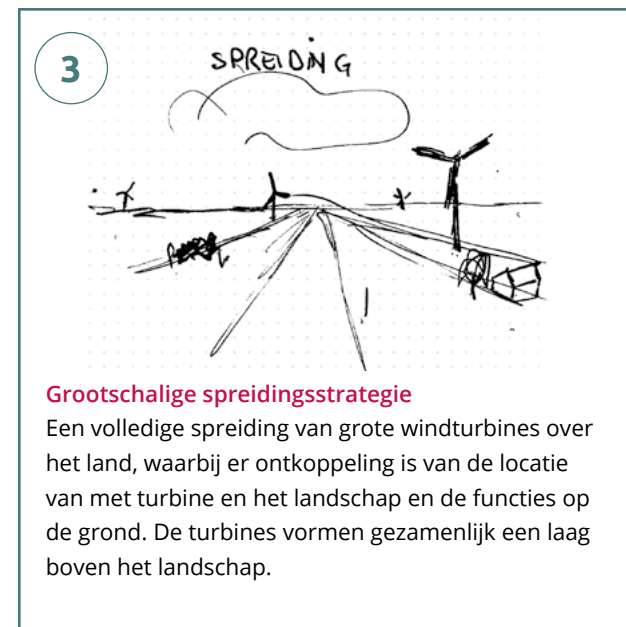 3
SPREIDING
Grootschalige spreidingsstrategie
Een volledige spreiding van grote windturbines over
het land, waarbij er ontkoppeling is van de locatie
van met turbine en het landschap en de functies op
de grond. De turbines vormen gezamenlijk een laag
boven het landschap.